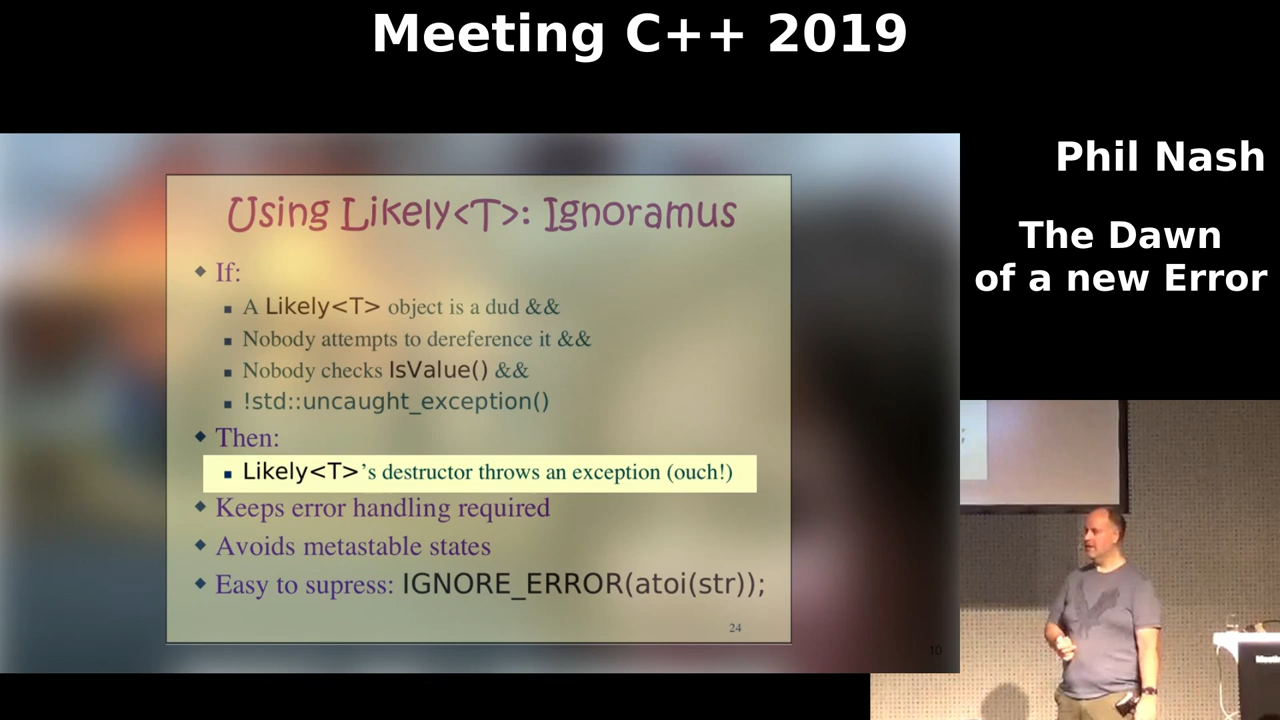 Meeting C++ 2019
Phil Nash
The Dawn
of a new Error
Using Likely<T>: Ignoramus
If:
A Likely<T> object is a dud &&
Nobody attempts to dereference it &&
Nobody checks IsValue() &&
!std::uncaught_exception()
Then:
Likely<T>'s destructor throws an exception (ouch!)
Keeps error handling required
Avoids metastable states
Easy to supress: IGNORE_ERROR(atoi(str));
24
10